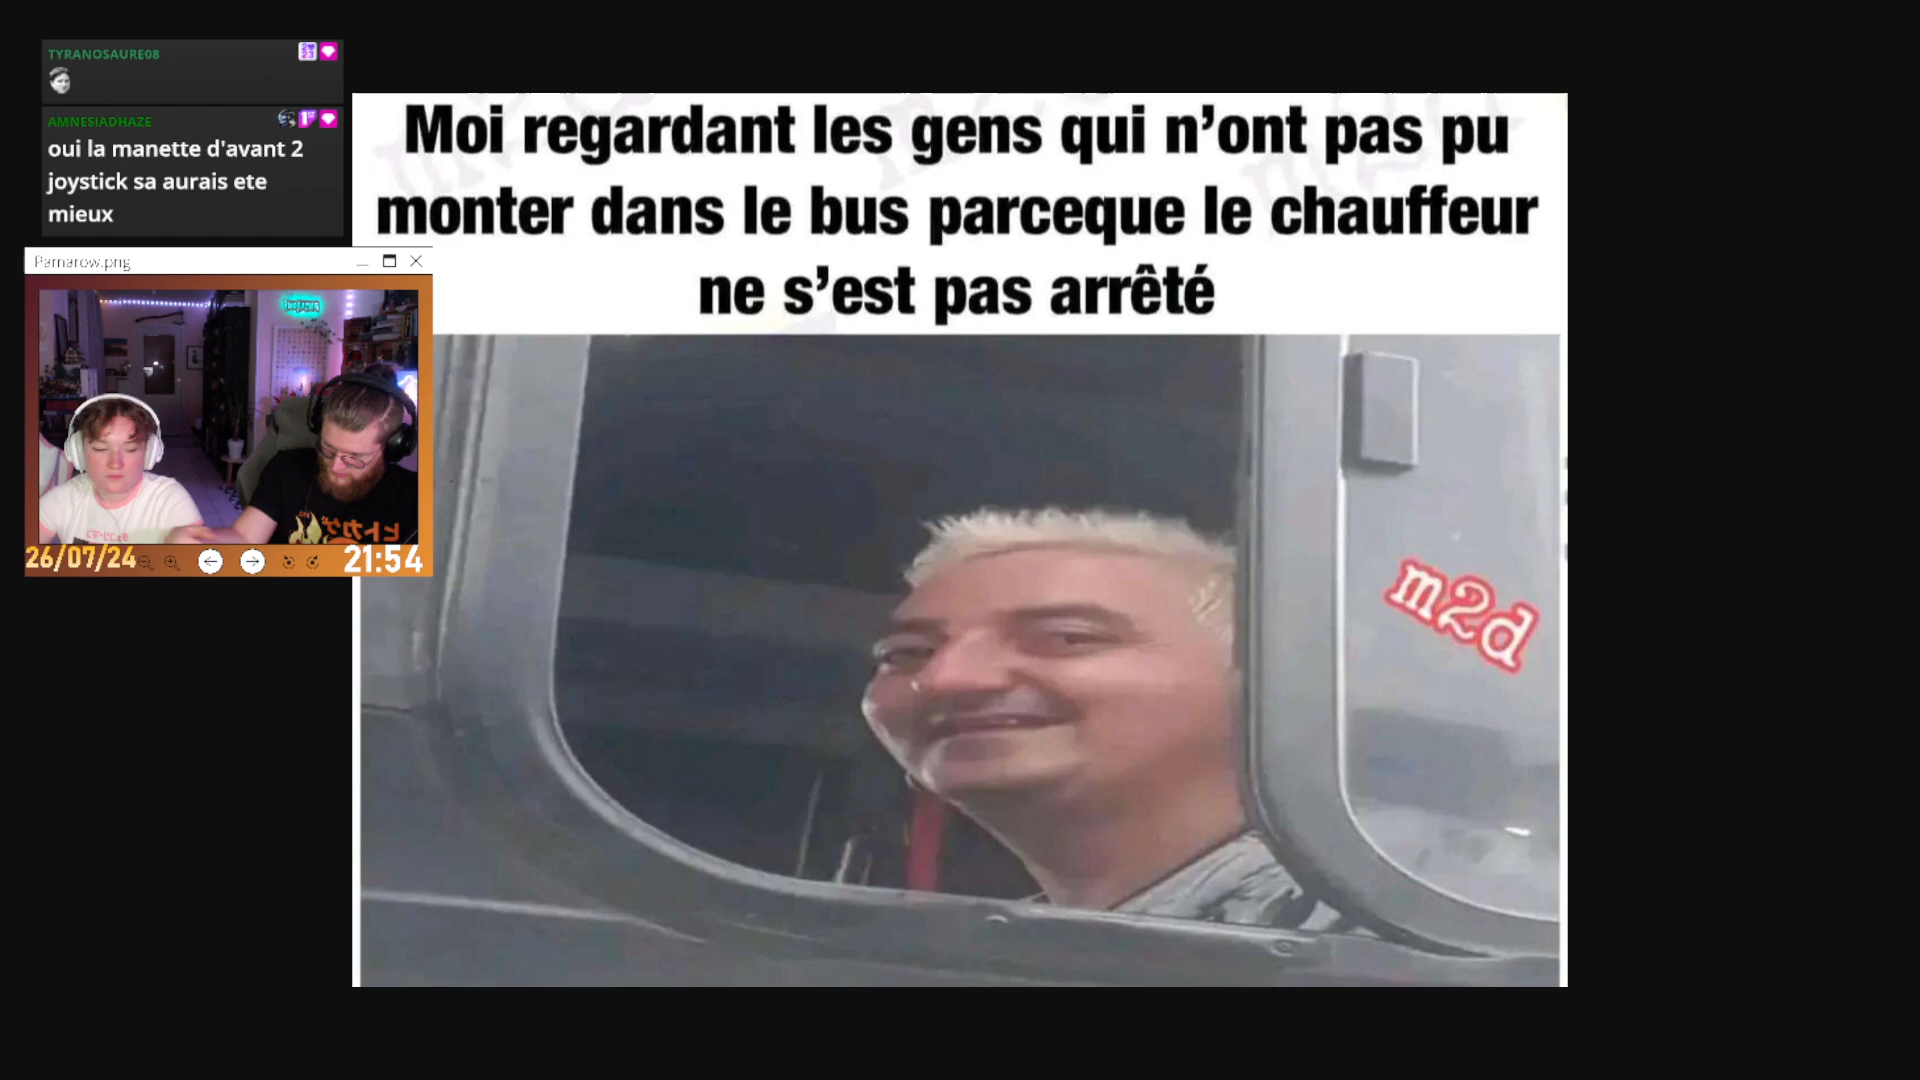 TYRANOSAURE08
AMNESIADHAZE
oui la manette d'avant 2
joystick sa aurais ete
mieux
Pamarow.png
26/07/24
21:54
Moi regardant les gens qui n’ont pas pu
monter dans le bus parceque le chauffeur
ne s’est pas arrêté
m2d